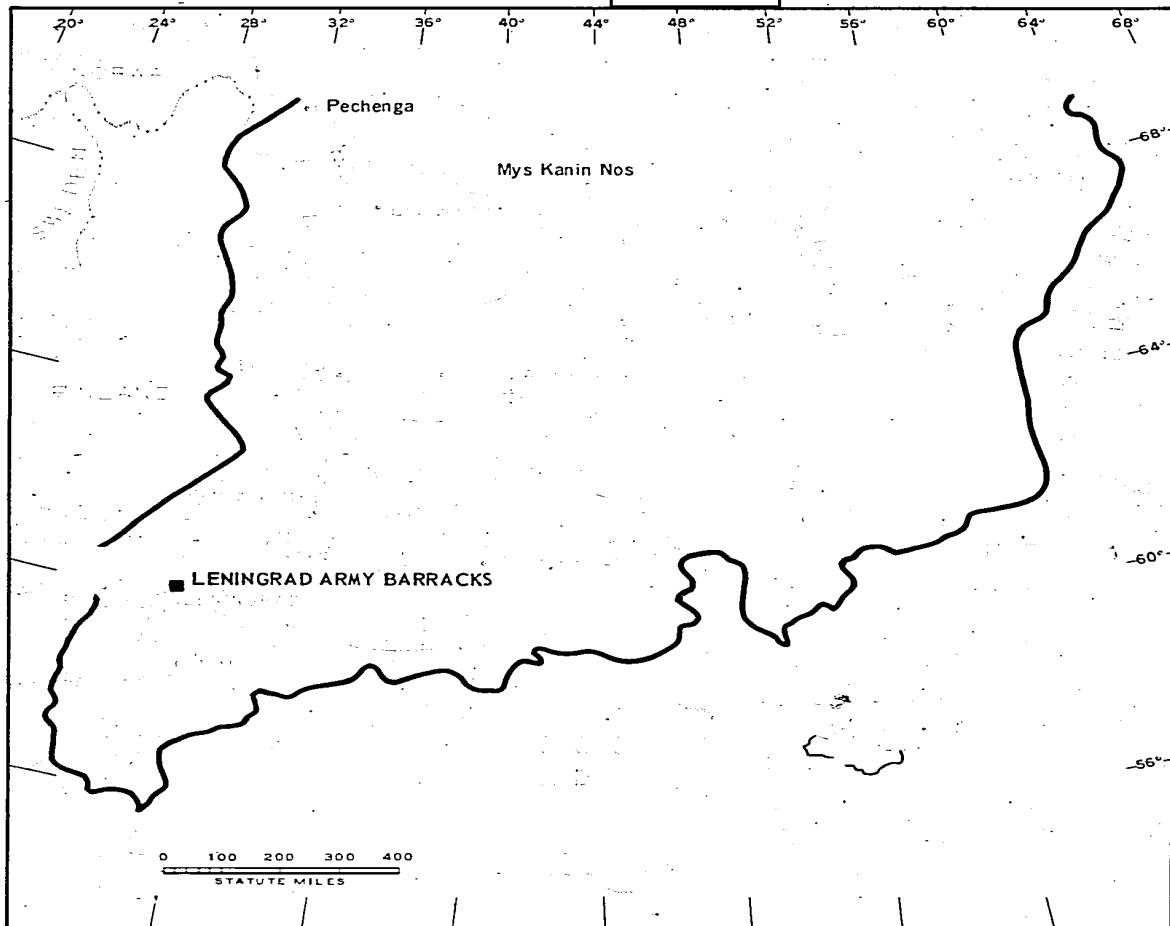 20° 24° 28° 32° 36° 40° 44° 48° 52° 56° 60° 64° 68°
Pechenga
68°
Mys Kanin Nos
SWEDEN
64°
60°
LENINGRAD ARMY BARRACKS
56°
0 100 200 300 400
STATUTE MILES